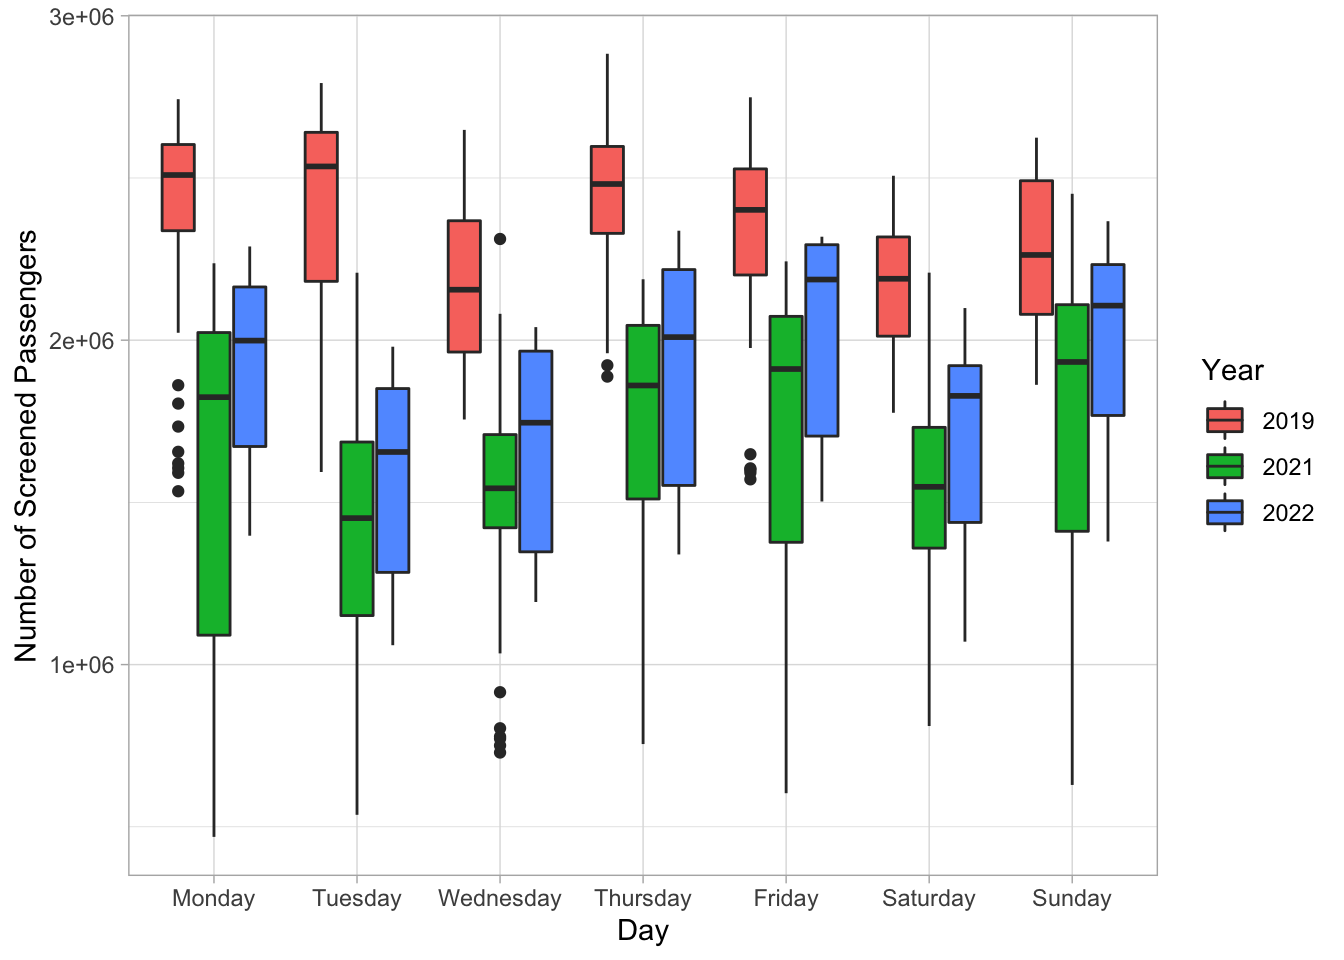 3e+06
2e+06
1e+06
Number of Screened Passengers
Monday Tuesday Wednesday Thursday Friday Saturday Sunday
Day
Year
2019
2021
2022